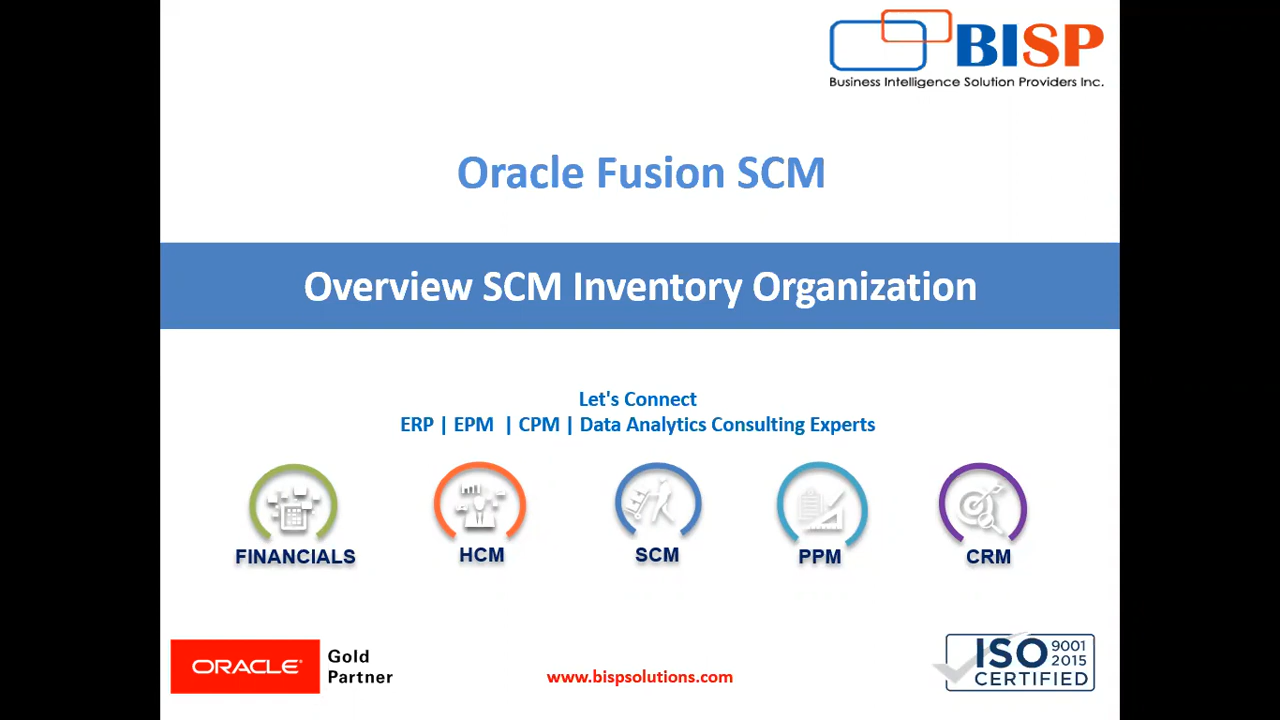 BISP
Business Intelligence Solution Providers Inc.
Oracle Fusion SCM
Overview SCM Inventory Organization
Let's Connect
ERP | EPM | CPM | Data Analytics Consulting Experts
FINANCIALS
HCM
SCM
PPM
CRM
ORACLE®
Gold
Partner
www.bispsolutions.com
ISO 9001
2015
CERTIFIED